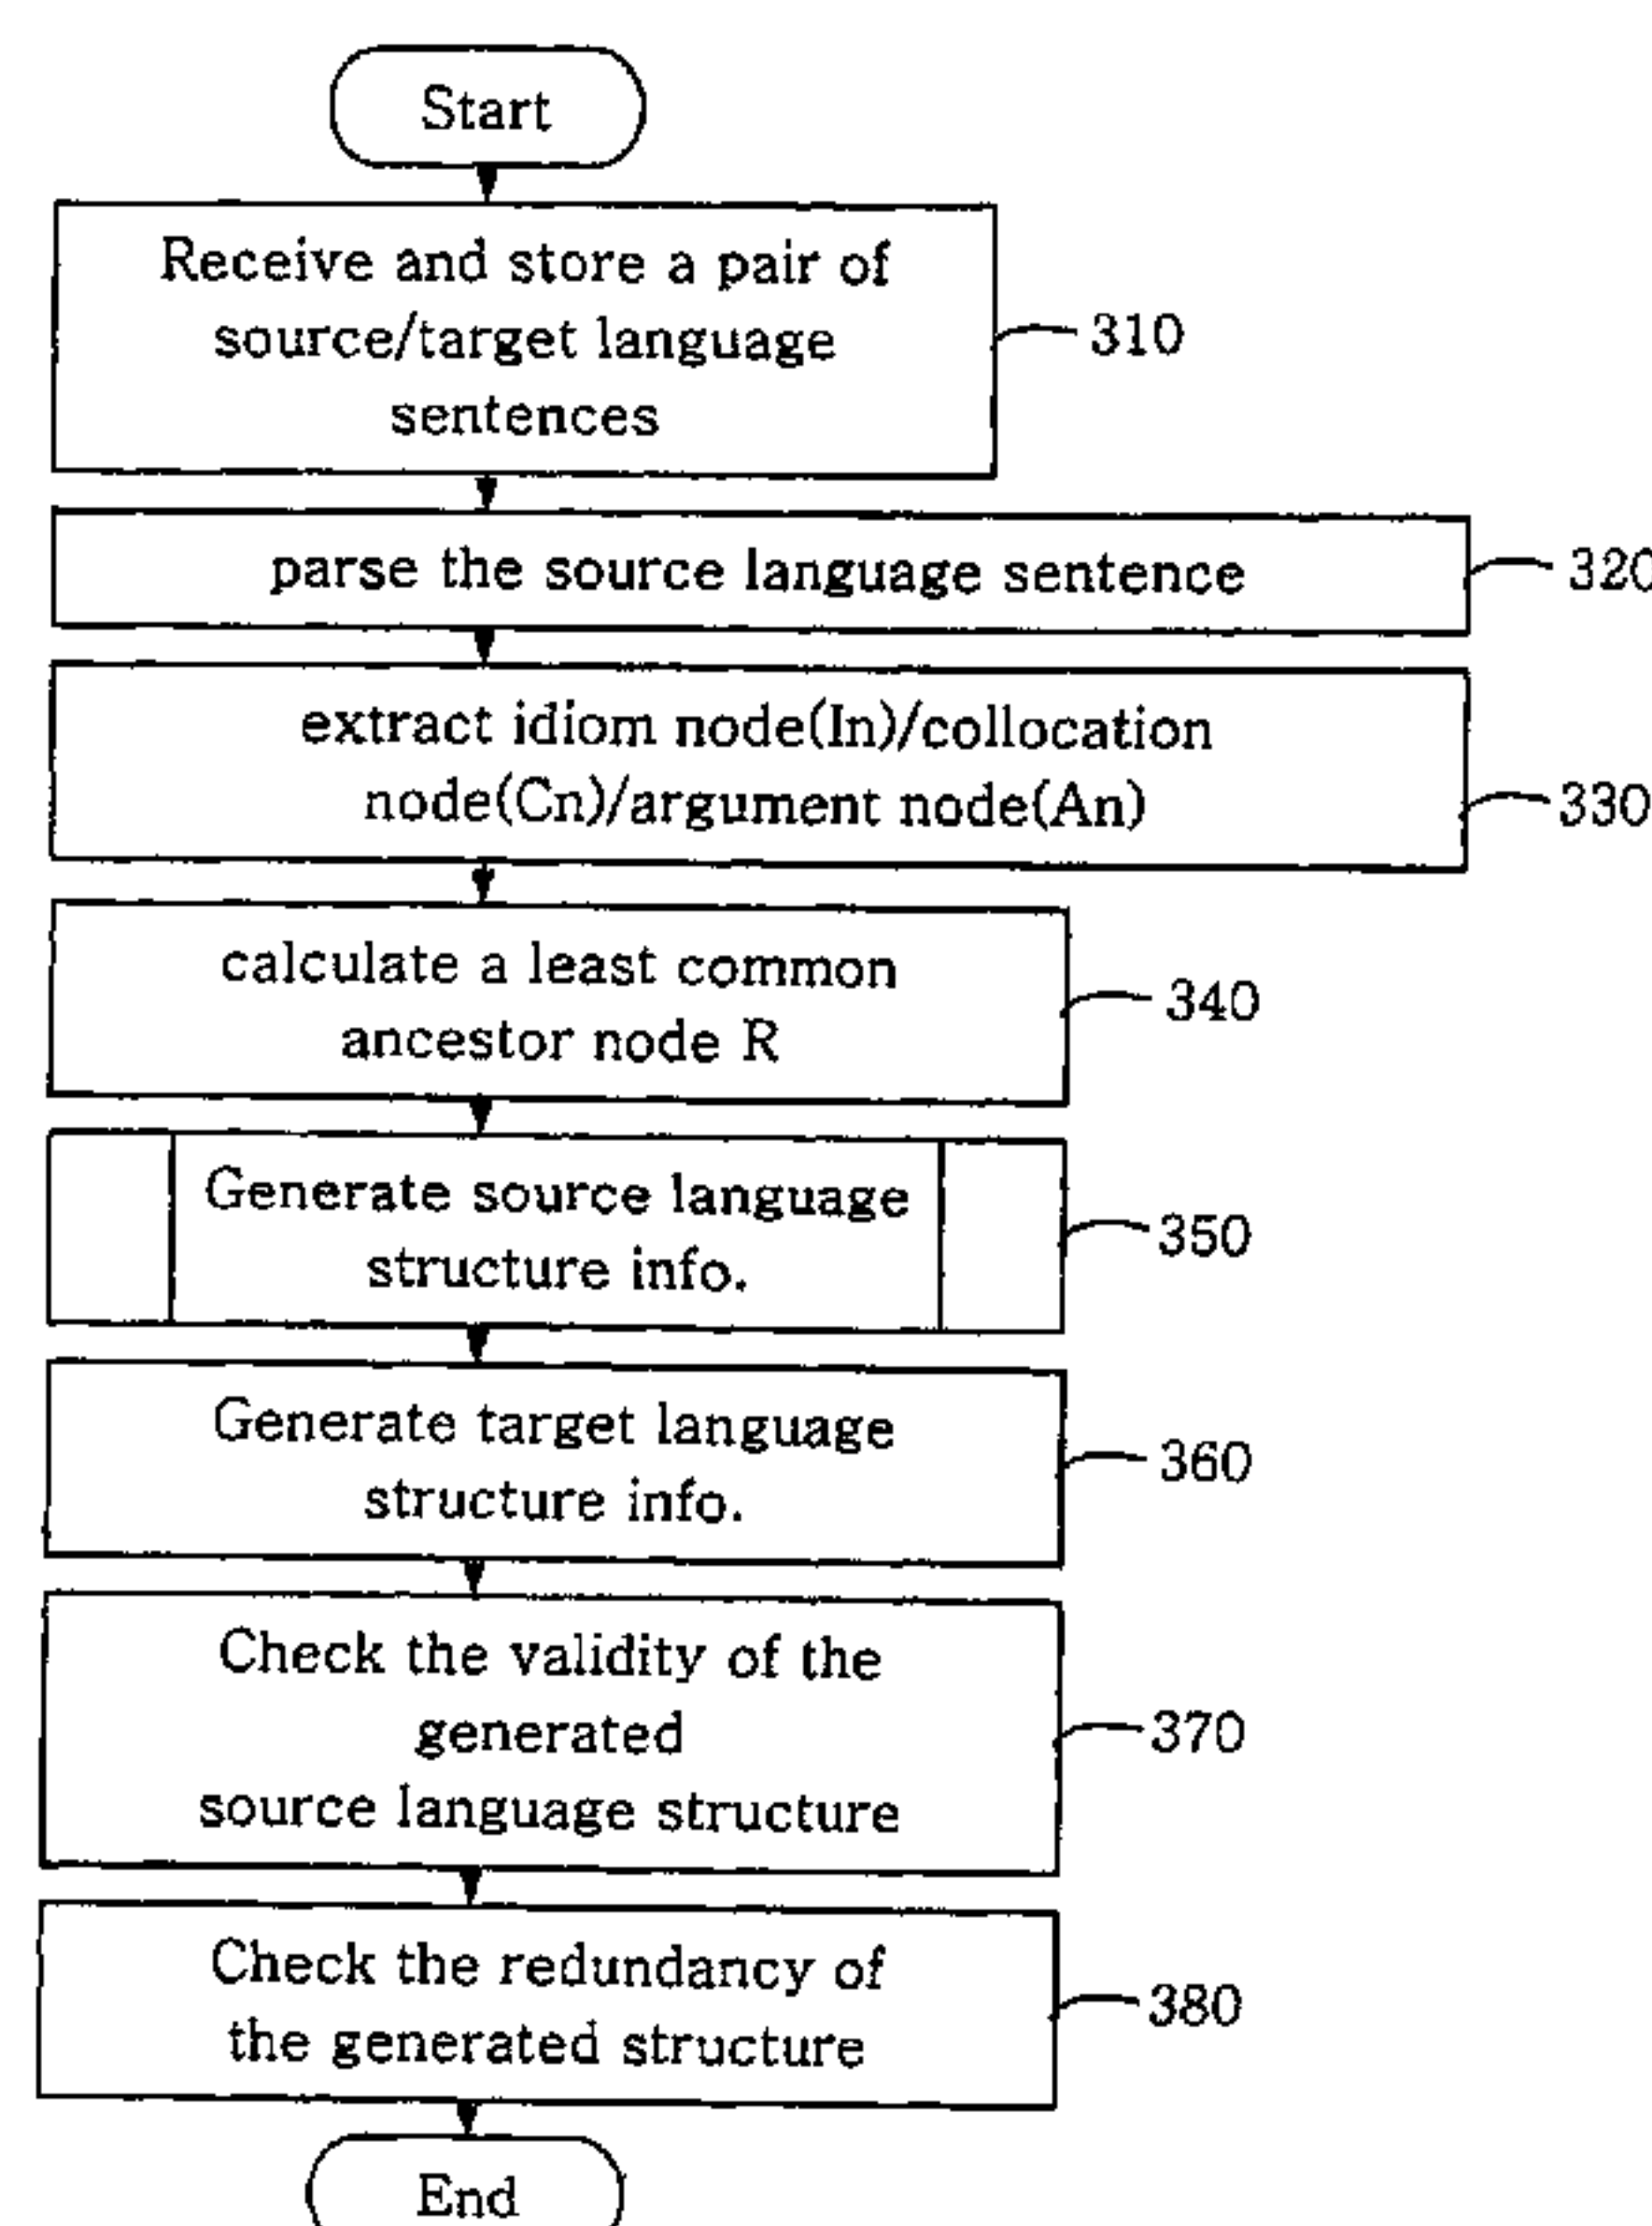 Start
Receive and store a pair of
source/target language
sentences
310
parse the source language sentence
320
extract idiom node(In)/collocation
node(Cn)/argument node(An)
330
calculate a least common
ancestor node R
340
Generate source language
structure info.
350
Generate target language
structure info.
360
Check the validity of the
generated
source language structure
370
Check the redundancy of
the generated structure
380
End